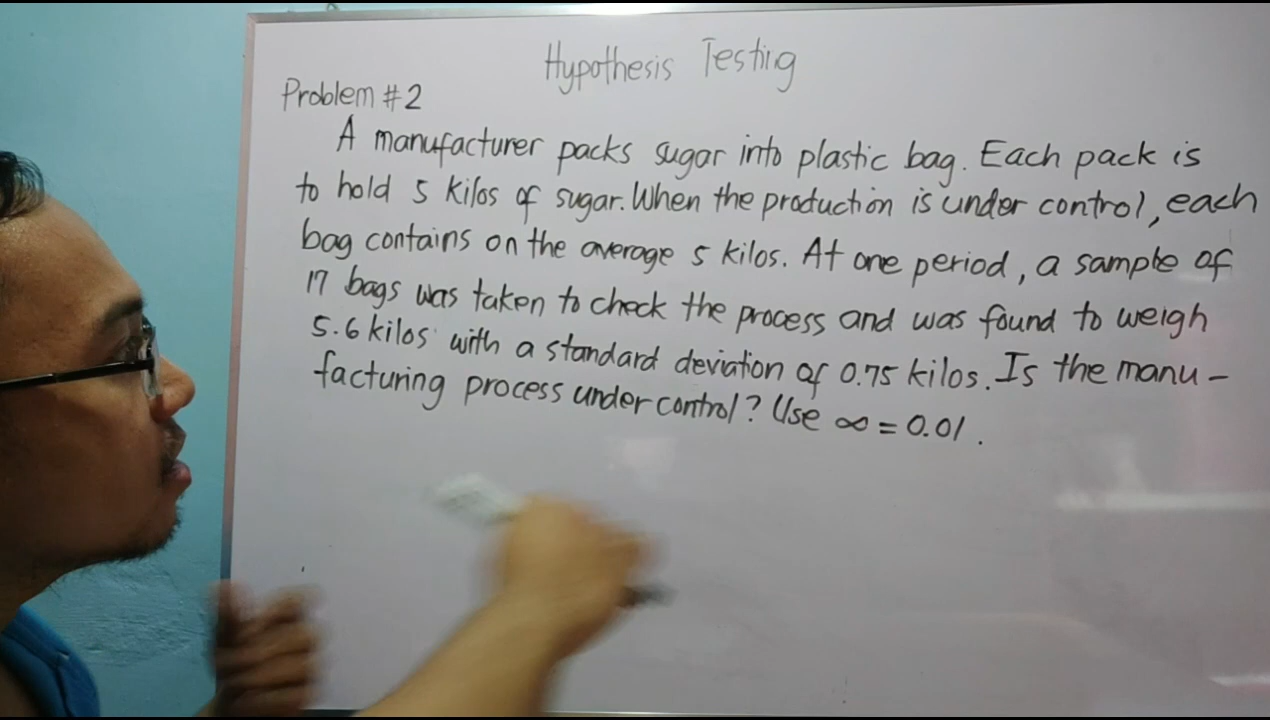 Hypothesis Testing
Problem #2
A manufacturer packs sugar into plastic bag. Each pack is
to hold 5 kilos of sugar. When the production is under control, each
bag contains on the average 5 kilos. At one period, a sample of
17 bags was taken to check the process and was found to weigh
5.6 kilos with a standard deviation of 0.75 kilos. Is the manu-
facturing process under control? Use ∞ = 0.01.